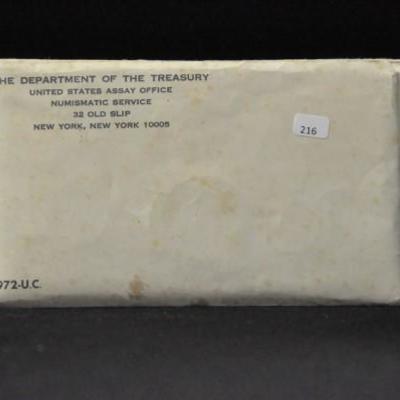 HE DEPARTMENT OF THE TREASURY
UNITED STATES ASSAY OFFICE
NUMISMATIC SERVICE
32 OLD SLIP
NEW YORK, NEW YORK 10005
216
972-U.C.